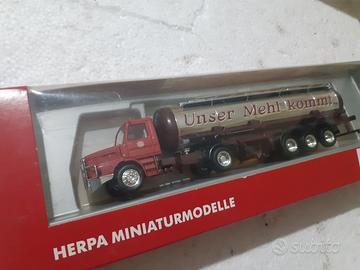 Unser Mehl kommt
HERPA MINIATURMODELLE
subito